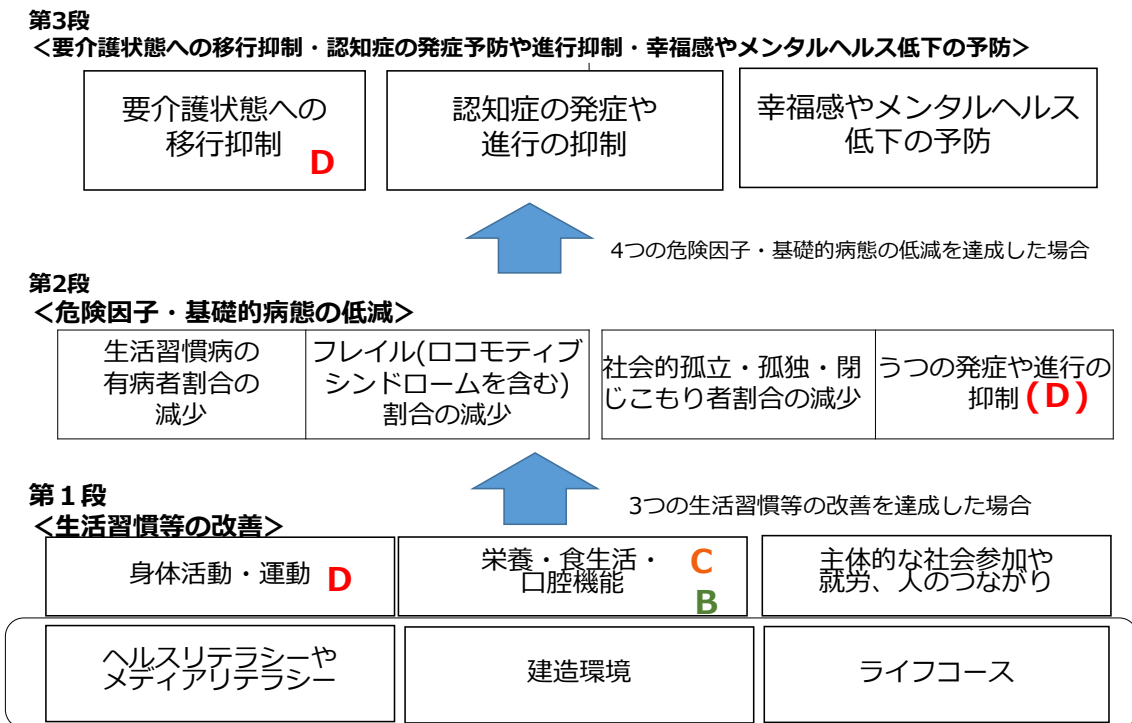 第3段
＜要介護状態への移行抑制・認知症の発症予防や進行抑制・幸福感やメンタルヘルス低下の予防＞
要介護状態への
移行抑制 D
認知症の発症や
進行の抑制
幸福感やメンタルヘルス
低下の予防
4つの危険因子・基礎的病態の低減を達成した場合
第2段
＜危険因子・基礎的病態の低減＞
生活習慣病の
有病者割合の
減少
フレイル(ロコモティブ
シンドロームを含む)
割合の減少
社会的孤立・孤独・閉
じこもり者割合の減少
うつの発症や進行の
抑制(D)
3つの生活習慣等の改善を達成した場合
第１段
＜生活習慣等の改善＞
身体活動・運動 D
栄養・食生活・ C
口腔機能
B
主体的な社会参加や
就労、人のつながり
ヘルスリテラシーや
メディアリテラシー
建造環境
ライフコース